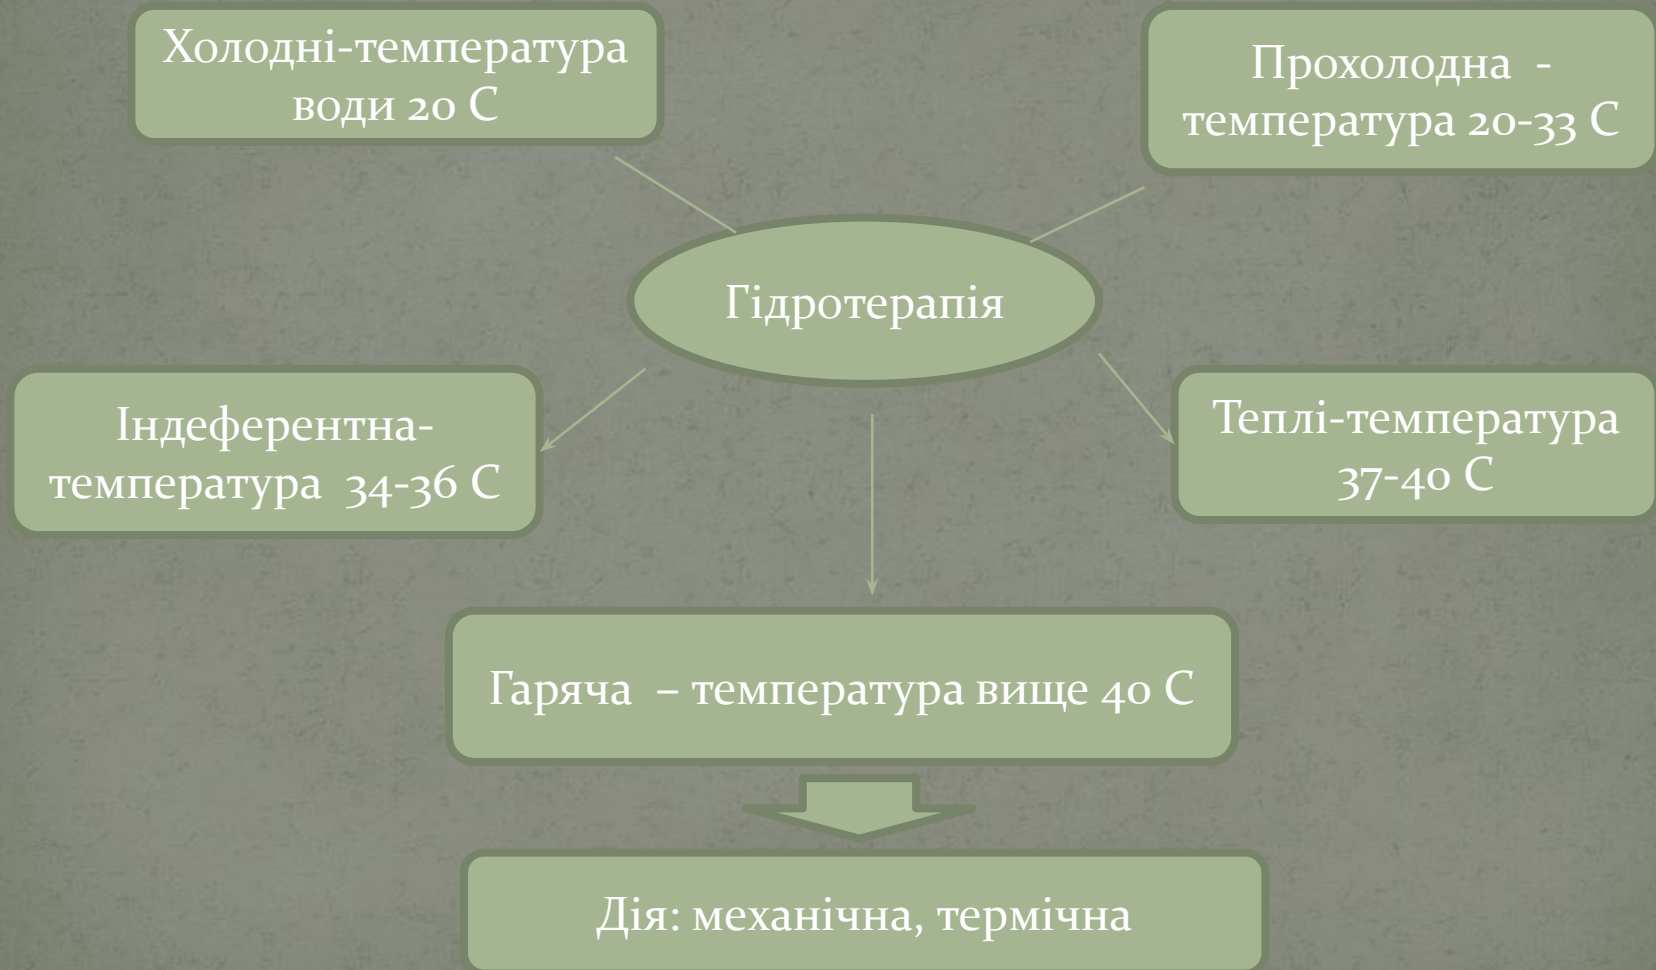 Холодні-температура
води 20 С
Прохолодна  -
температура 20-33 С
Гідротерапія
Індеферентна-
температура  34-36 С
Теплі-температура
37-40 С
Гаряча  – температура вище 40 С
Дія: механічна, термічна